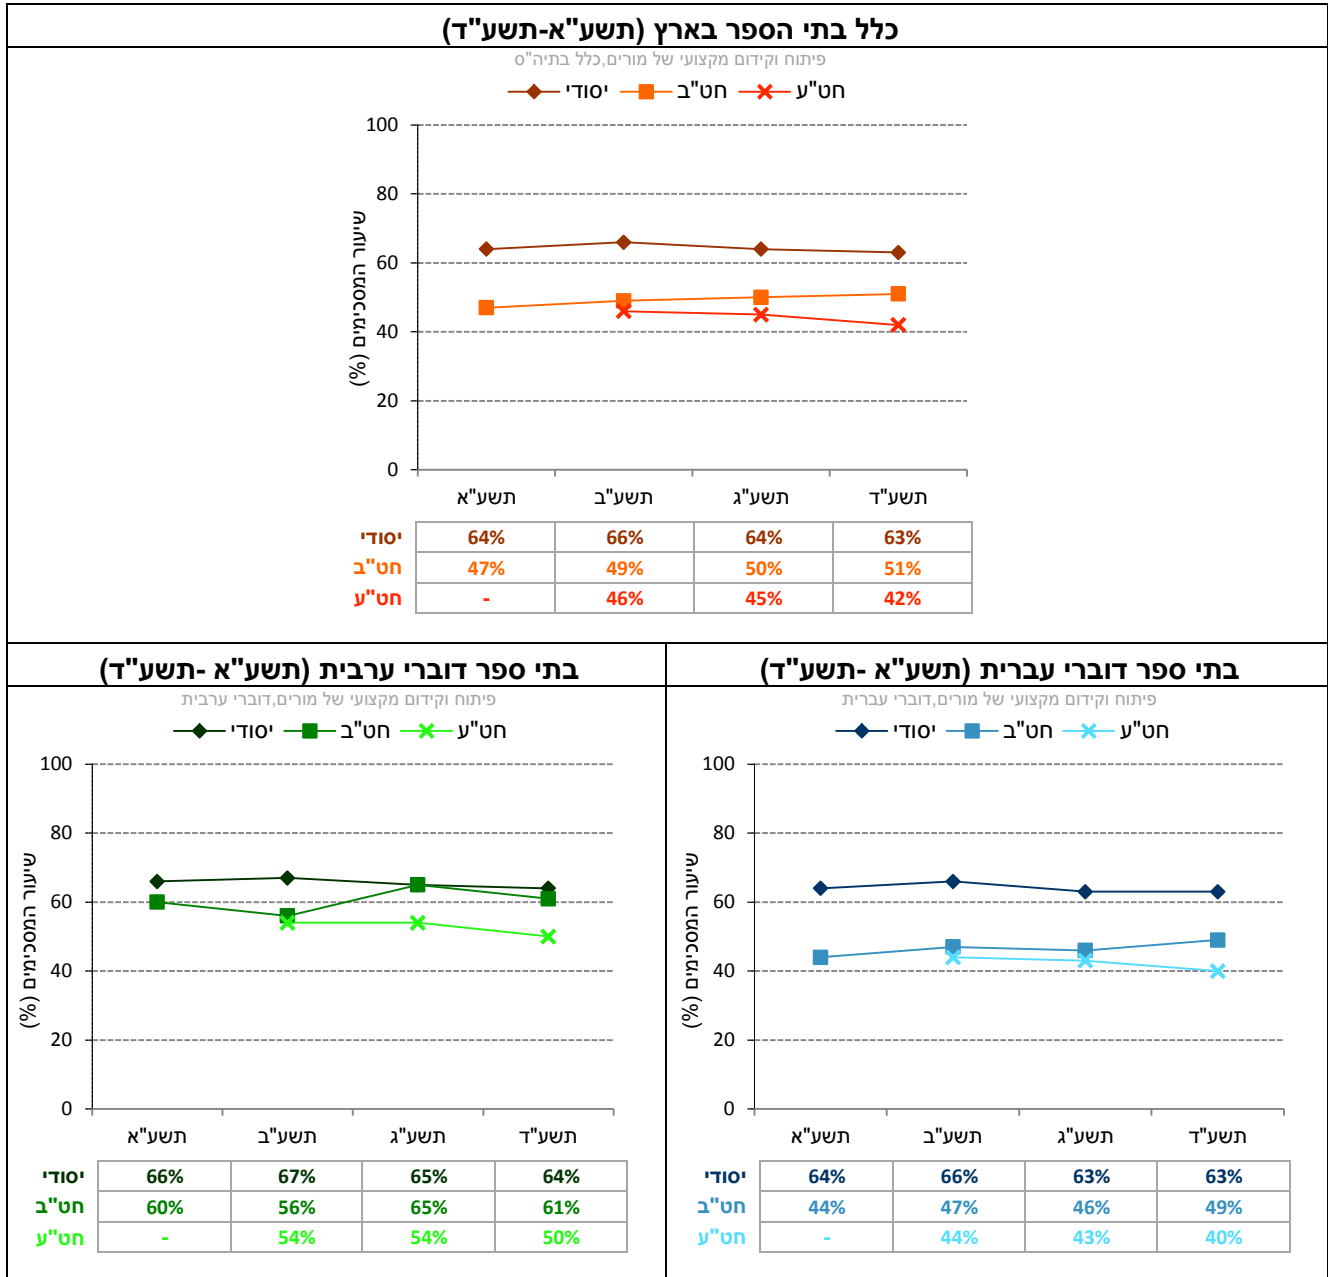 כלל בתי הספר בארץ (תשע"א-תשע"ד)
פיתוח וקידום מקצועי של מורים,כלל בתיה"ס
יסודי חט"ב חט"ע
שיעור המסכימים (%)
100
80
60
40
20
0
תשע"א תשע"ב תשע"ג תשע"ד
יסודי 64% 66% 64% 63%
חט"ב 47% 49% 50% 51%
חט"ע - 46% 45% 42%
בתי ספר דוברי עברית (תשע"א -תשע"ד)
פיתוח וקידום מקצועי של מורים,דוברי עברית
יסודי חט"ב חט"ע
שיעור המסכימים (%)
100
80
60
40
20
0
תשע"א תשע"ב תשע"ג תשע"ד
יסודי 64% 66% 63% 63%
חט"ב 44% 47% 46% 49%
חט"ע - 44% 43% 40%
בתי ספר דוברי ערבית (תשע"א -תשע"ד)
פיתוח וקידום מקצועי של מורים,דוברי ערבית
יסודי חט"ב חט"ע
שיעור המסכימים (%)
100
80
60
40
20
0
תשע"א תשע"ב תשע"ג תשע"ד
יסודי 66% 67% 65% 64%
חט"ב 60% 56% 65% 61%
חט"ע - 54% 54% 50%